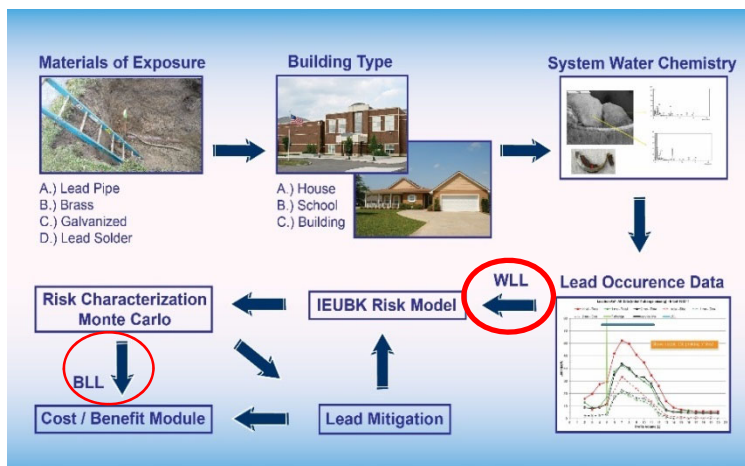 Materials of Exposure
Building Type
System Water Chemistry
A.) Lead Pipe
B.) Brass
C.) Galvanized
D.) Lead Solder
A.) House
B.) School
C.) Building
WLL
Lead Occurence Data
Risk Characterization
Monte Carlo
IEUBK Risk Model
BLL
Cost / Benefit Module
Lead Mitigation